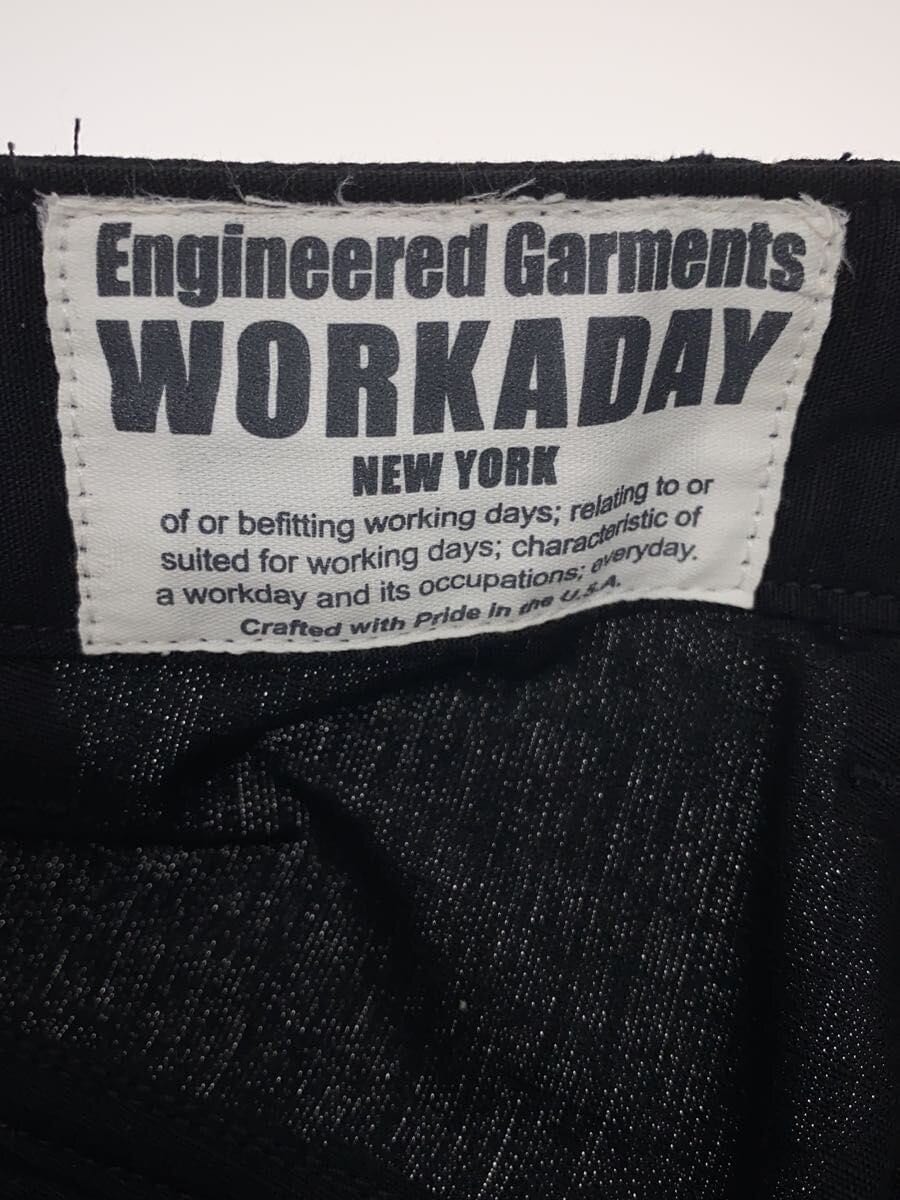 Engineered Garments
WORKADAY
NEW YORK
of or befitting working days; relating to or
suited for working days; characteristic of
a workday and its occupations; everyday.
Crafted with Pride in the U.S.A.